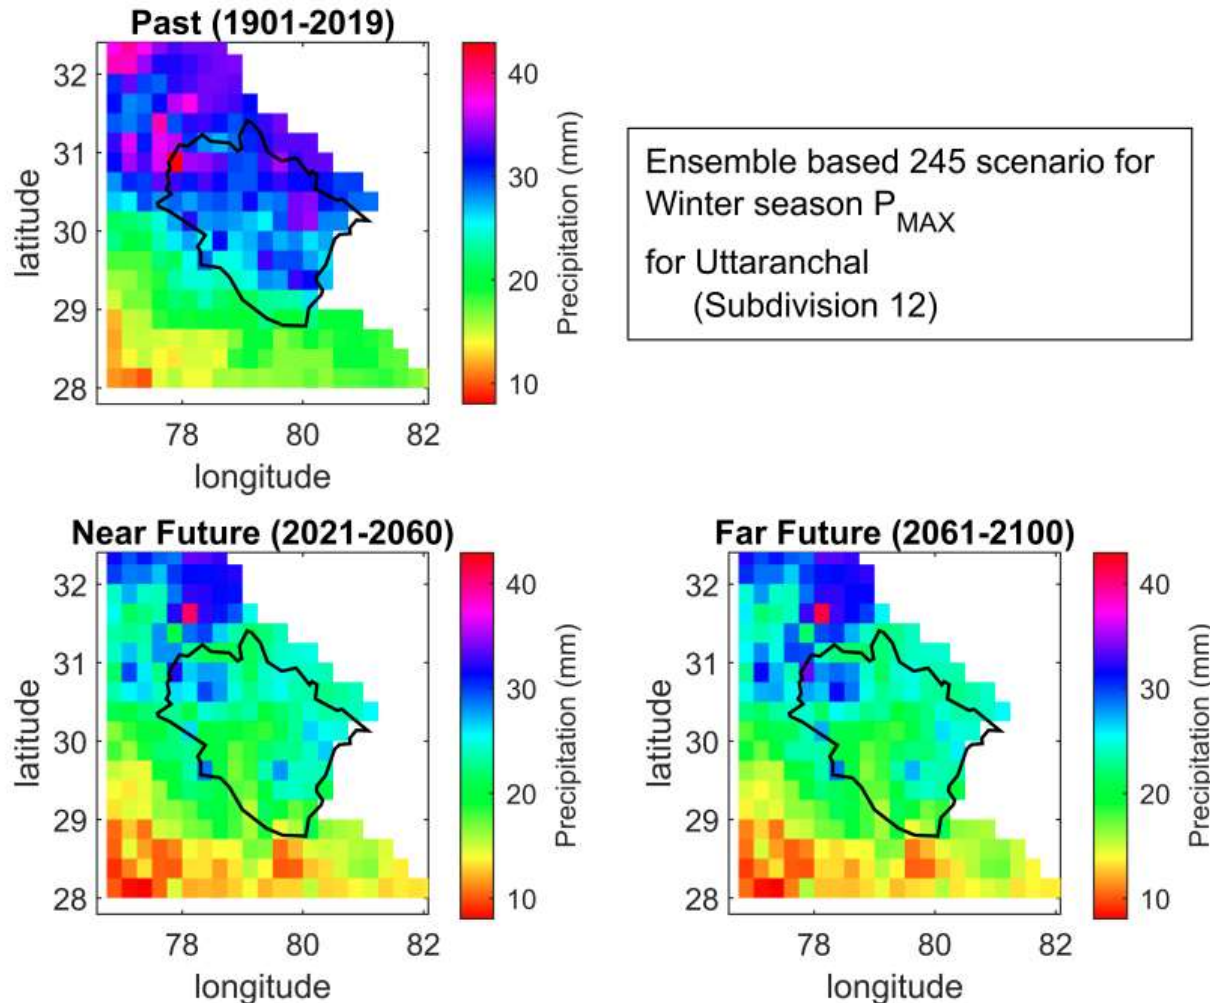 Past (1901-2019)
32
31
30
29
28
latitude
78
80
82
longitude
40
30
20
10
Precipitation (mm)
Ensemble based 245 scenario for
Winter season P_MAX
for Uttaranchal
(Subdivision 12)
Near Future (2021-2060)
32
31
30
29
28
latitude
78
80
82
longitude
40
30
20
10
Precipitation (mm)
Far Future (2061-2100)
32
31
30
29
28
latitude
78
80
82
longitude
40
30
20
10
Precipitation (mm)